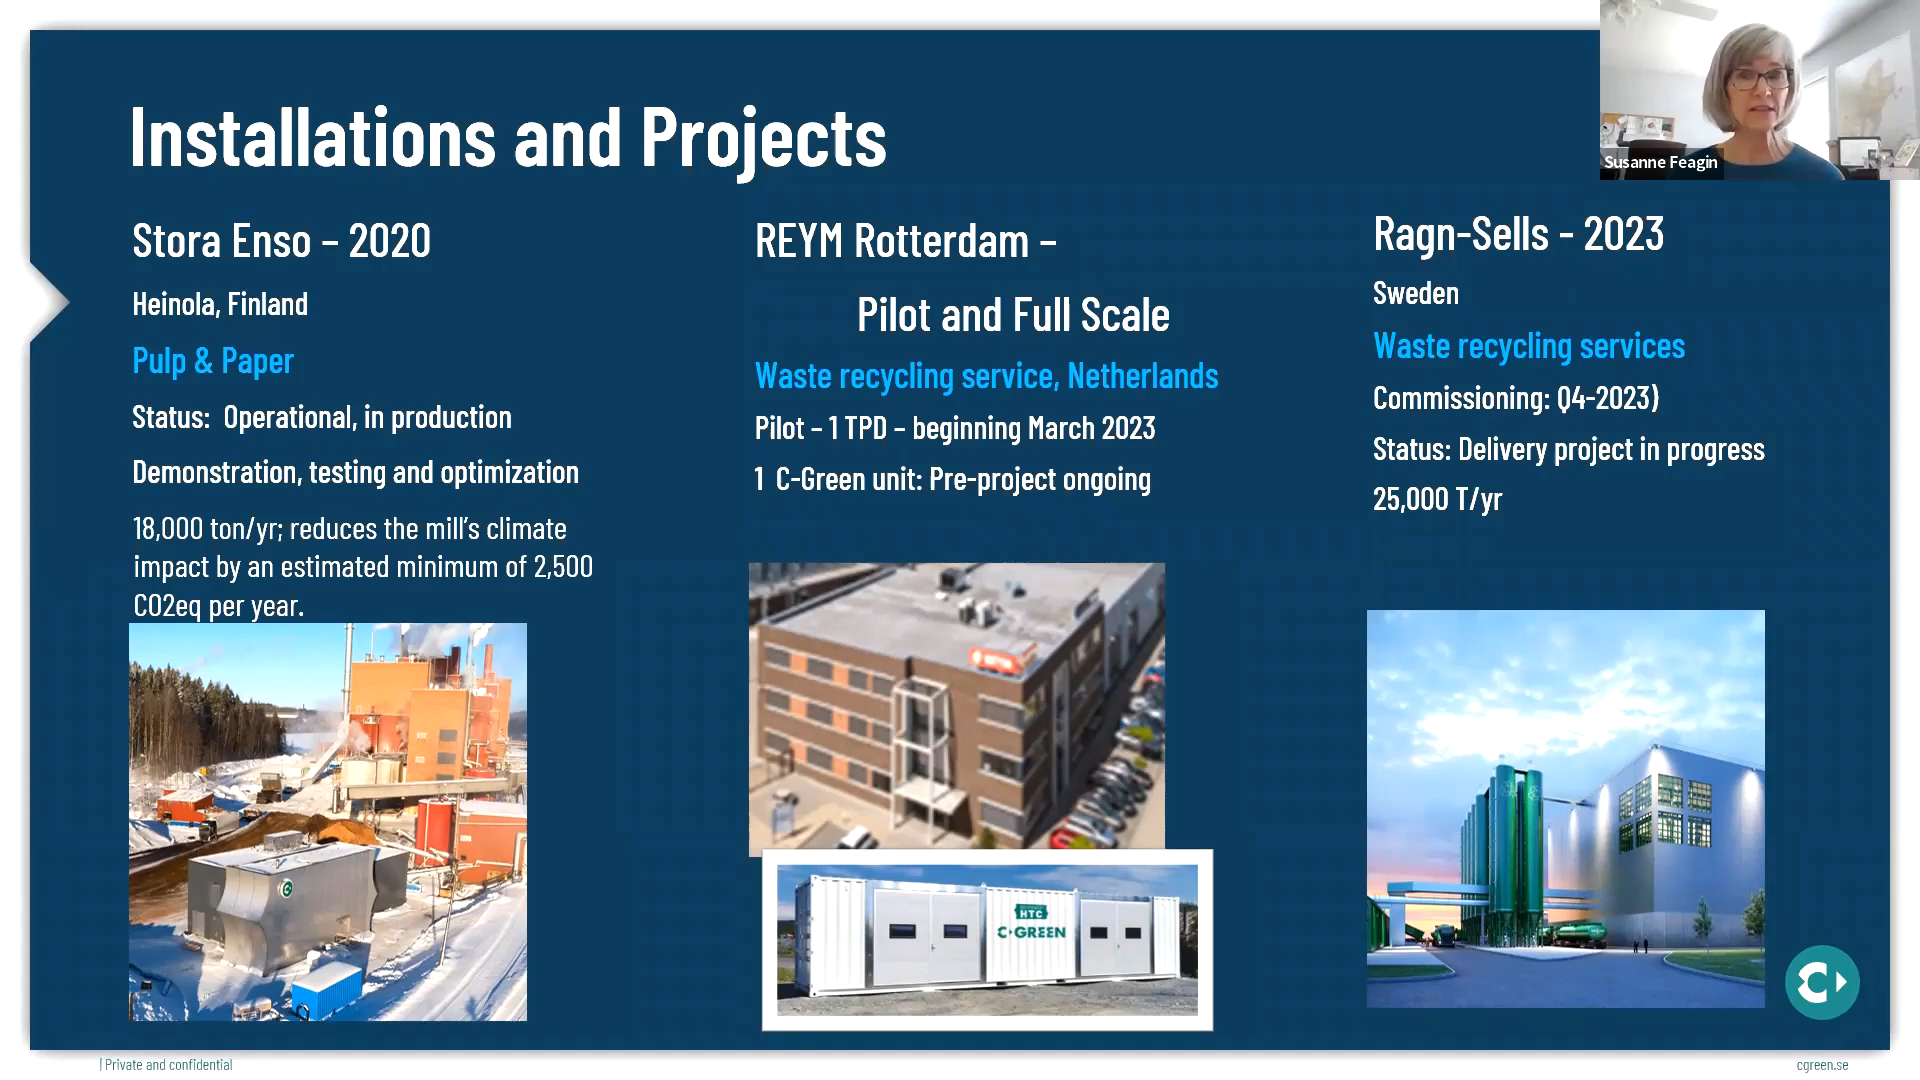 Installations and Projects
Susanne Feagin
Stora Enso – 2020
Heinola, Finland
Pulp & Paper
Status:  Operational, in production
Demonstration, testing and optimization
18,000 ton/yr; reduces the mill’s climate
impact by an estimated minimum of 2,500
CO2eq per year.
REYM Rotterdam –
Pilot and Full Scale
Waste recycling service, Netherlands
Pilot – 1 TPD – beginning March 2023
1  C-Green unit: Pre-project ongoing
HTC
C-GREEN
Ragn-Sells - 2023
Sweden
Waste recycling services
Commissioning: Q4-2023)
Status: Delivery project in progress
25,000 T/yr
| Private and confidential
cgreen.se